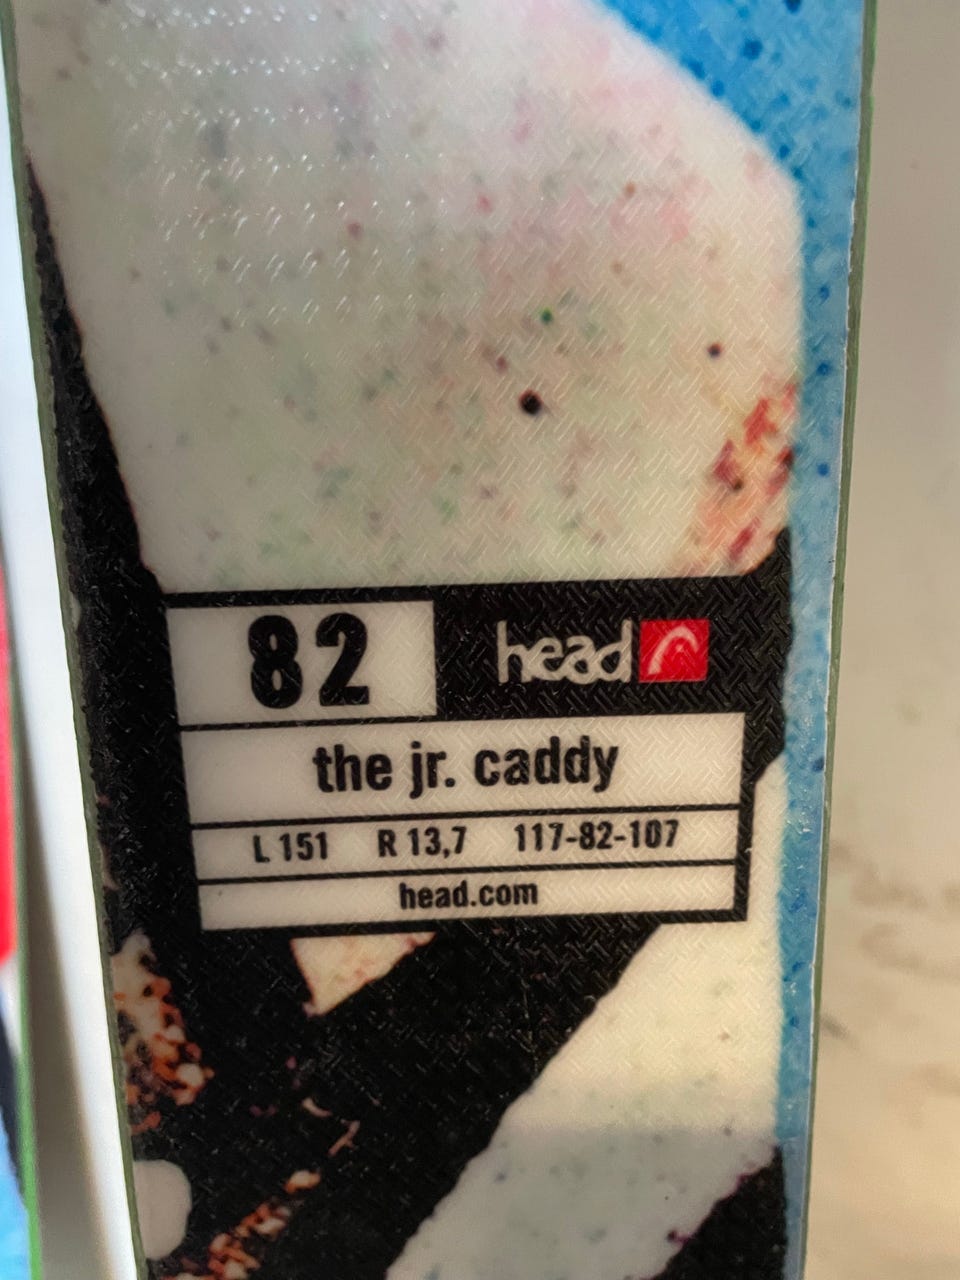 82 head
the jr. caddy
L 151 R 13,7 117-82-107
head.com